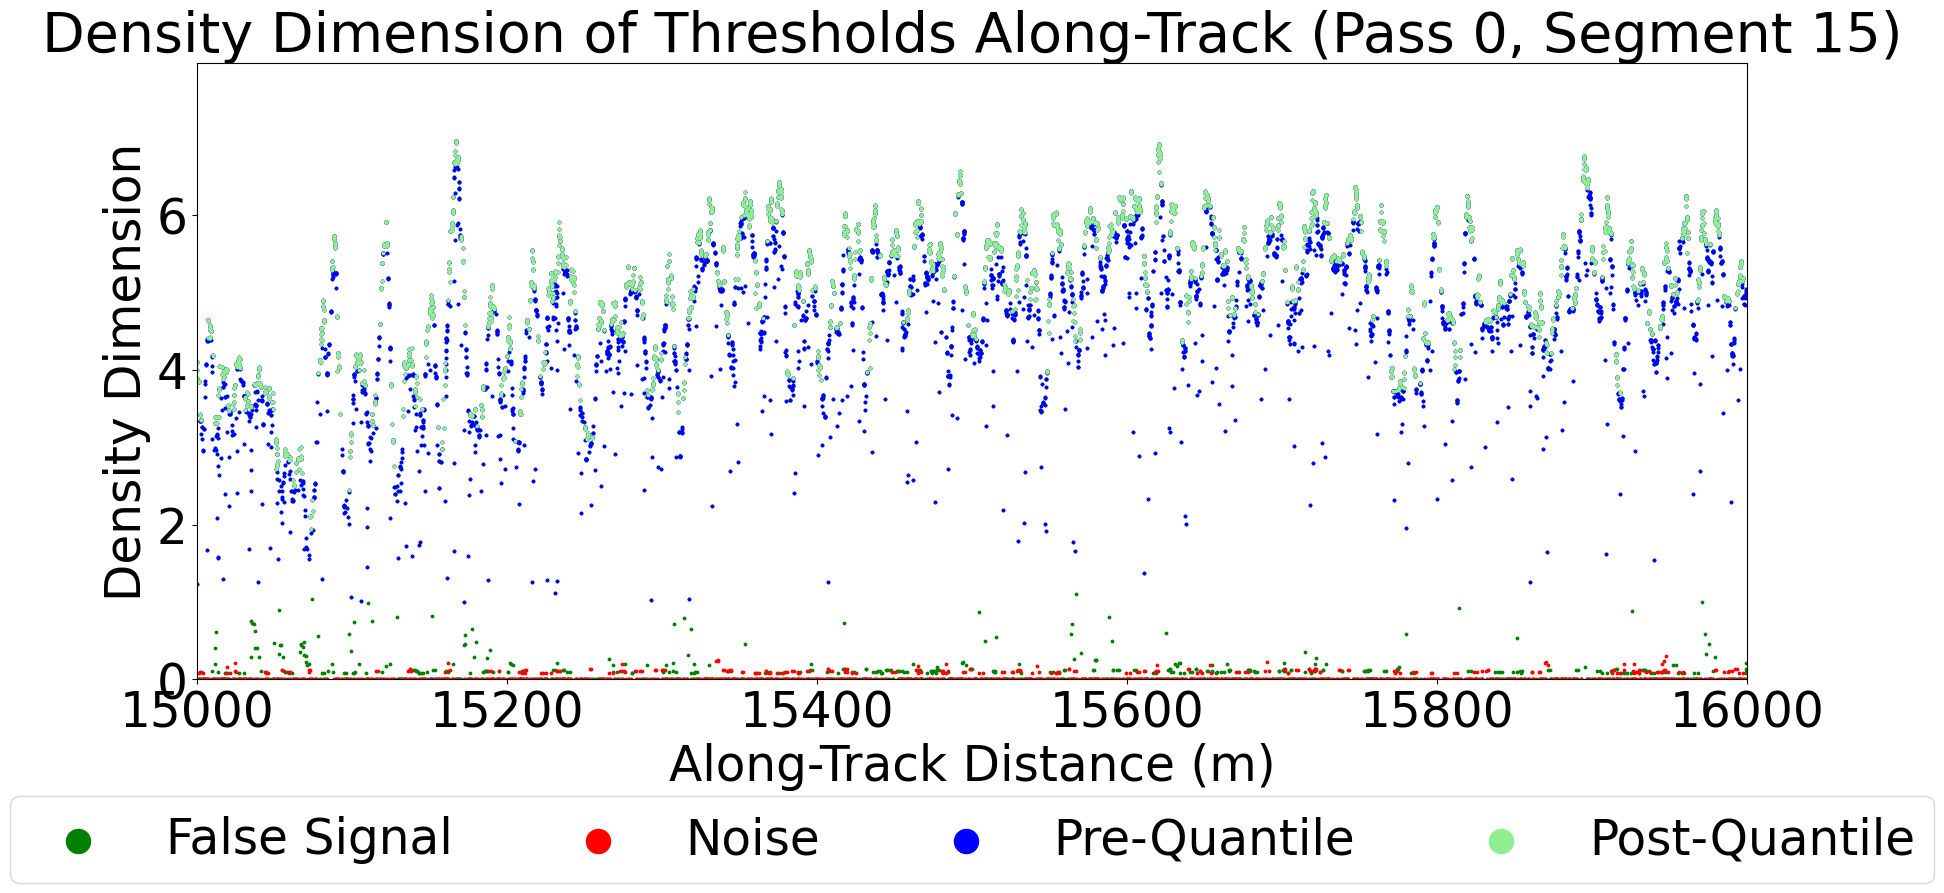 Density Dimension of Thresholds Along-Track (Pass 0, Segment 15)
Density Dimension
6
4
2
0
15000 15200 15400 15600 15800 16000
Along-Track Distance (m)
False Signal Noise Pre-Quantile Post-Quantile